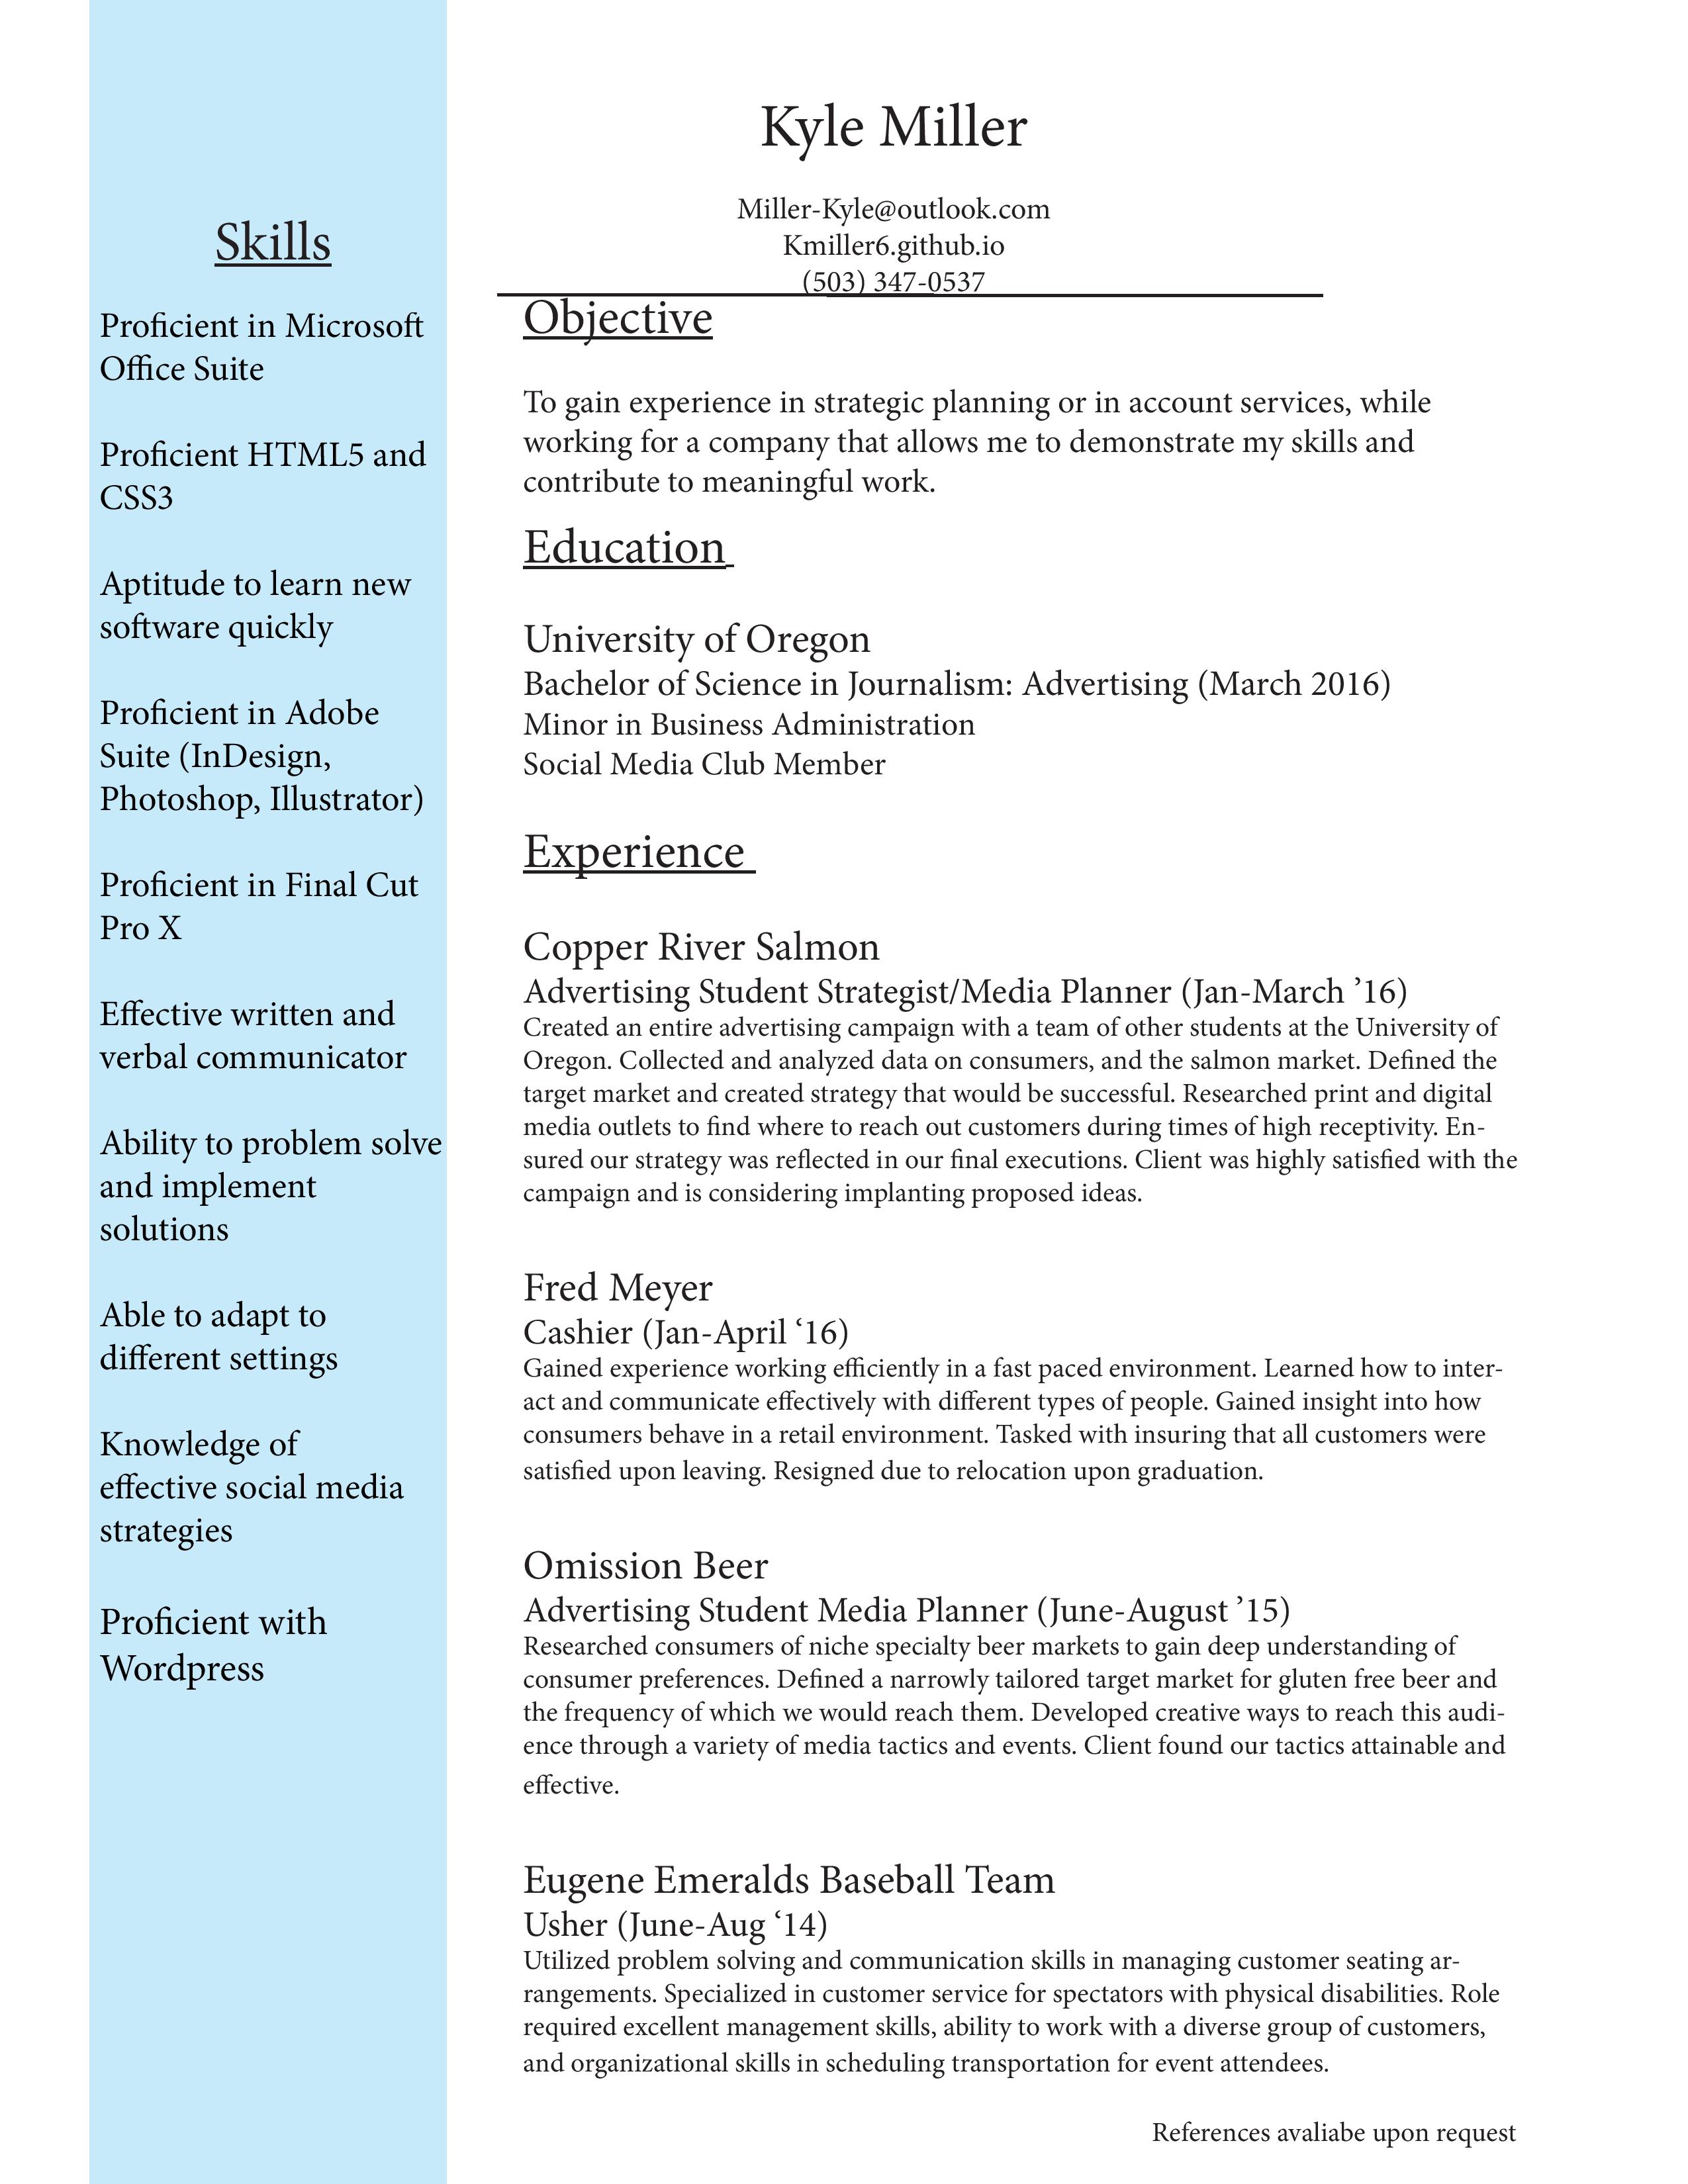 Kyle Miller
Miller-Kyle@outlook.com
Kmiller6.github.io
(503) 347-0537
Skills
Proficient in Microsoft
Office Suite
Proficient HTML5 and
CSS3
Aptitude to learn new
software quickly
Proficient in Adobe
Suite (InDesign,
Photoshop, Illustrator)
Proficient in Final Cut
Pro X
Effective written and
verbal communicator
Ability to problem solve
and implement
solutions
Able to adapt to
different settings
Knowledge of
effective social media
strategies
Proficient with
Wordpress
Objective
To gain experience in strategic planning or in account services, while
working for a company that allows me to demonstrate my skills and
contribute to meaningful work.
Education
University of Oregon
Bachelor of Science in Journalism: Advertising (March 2016)
Minor in Business Administration
Social Media Club Member
Experience
Copper River Salmon
Advertising Student Strategist/Media Planner (Jan-March ’16)
Created an entire advertising campaign with a team of other students at the University of
Oregon. Collected and analyzed data on consumers, and the salmon market. Defined the
target market and created strategy that would be successful. Researched print and digital
media outlets to find where to reach out customers during times of high receptivity. En-
sured our strategy was reflected in our final executions. Client was highly satisfied with the
campaign and is considering implanting proposed ideas.
Fred Meyer
Cashier (Jan-April ‘16)
Gained experience working efficiently in a fast paced environment. Learned how to inter-
act and communicate effectively with different types of people. Gained insight into how
consumers behave in a retail environment. Tasked with insuring that all customers were
satisfied upon leaving. Resigned due to relocation upon graduation.
Omission Beer
Advertising Student Media Planner (June-August ’15)
Researched consumers of niche specialty beer markets to gain deep understanding of
consumer preferences. Defined a narrowly tailored target market for gluten free beer and
the frequency of which we would reach them. Developed creative ways to reach this audi-
ence through a variety of media tactics and events. Client found our tactics attainable and
effective.
Eugene Emeralds Baseball Team
Usher (June-Aug ‘14)
Utilized problem solving and communication skills in managing customer seating ar-
rangements. Specialized in customer service for spectators with physical disabilities. Role
required excellent management skills, ability to work with a diverse group of customers,
and organizational skills in scheduling transportation for event attendees.
References avaliabe upon request